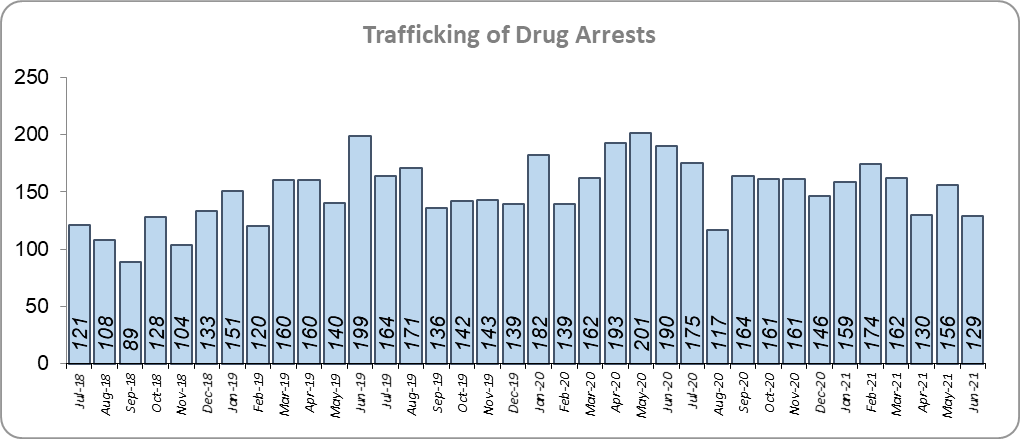 Trafficking of Drug Arrests
250
200
150
100
50
0
121 108 89 128 104 133 151 120 160 160 140 199 164 171 136 142 143 139 182 139 162 193 201 190 175 117 164 161 161 146 159 174 162 130 156 129
Jul-18 Aug-18 Sep-18 Oct-18 Nov-18 Dec-18 Jan-19 Feb-19 Mar-19 Apr-19 May-19 Jun-19 Jul-19 Aug-19 Sep-19 Oct-19 Nov-19 Dec-19 Jan-20 Feb-20 Mar-20 Apr-20 May-20 Jun-20 Jul-20 Aug-20 Sep-20 Oct-20 Nov-20 Dec-20 Jan-21 Feb-21 Mar-21 Apr-21 May-21 Jun-21